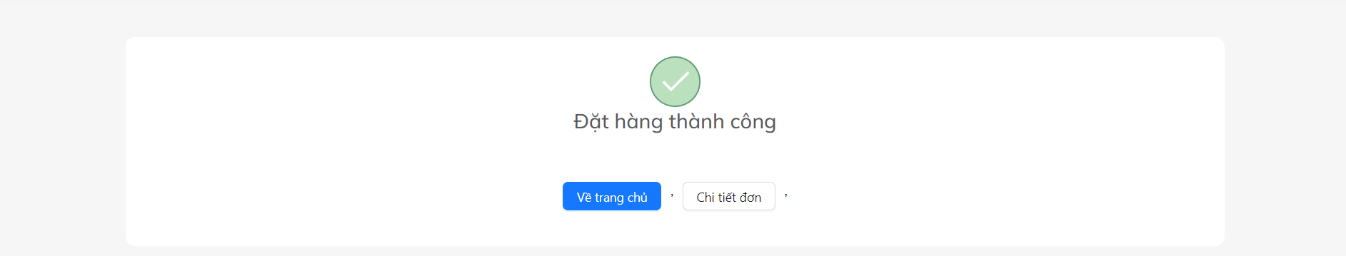 Đặt hàng thành công
Về trang chủ , Chi tiết đơn ,